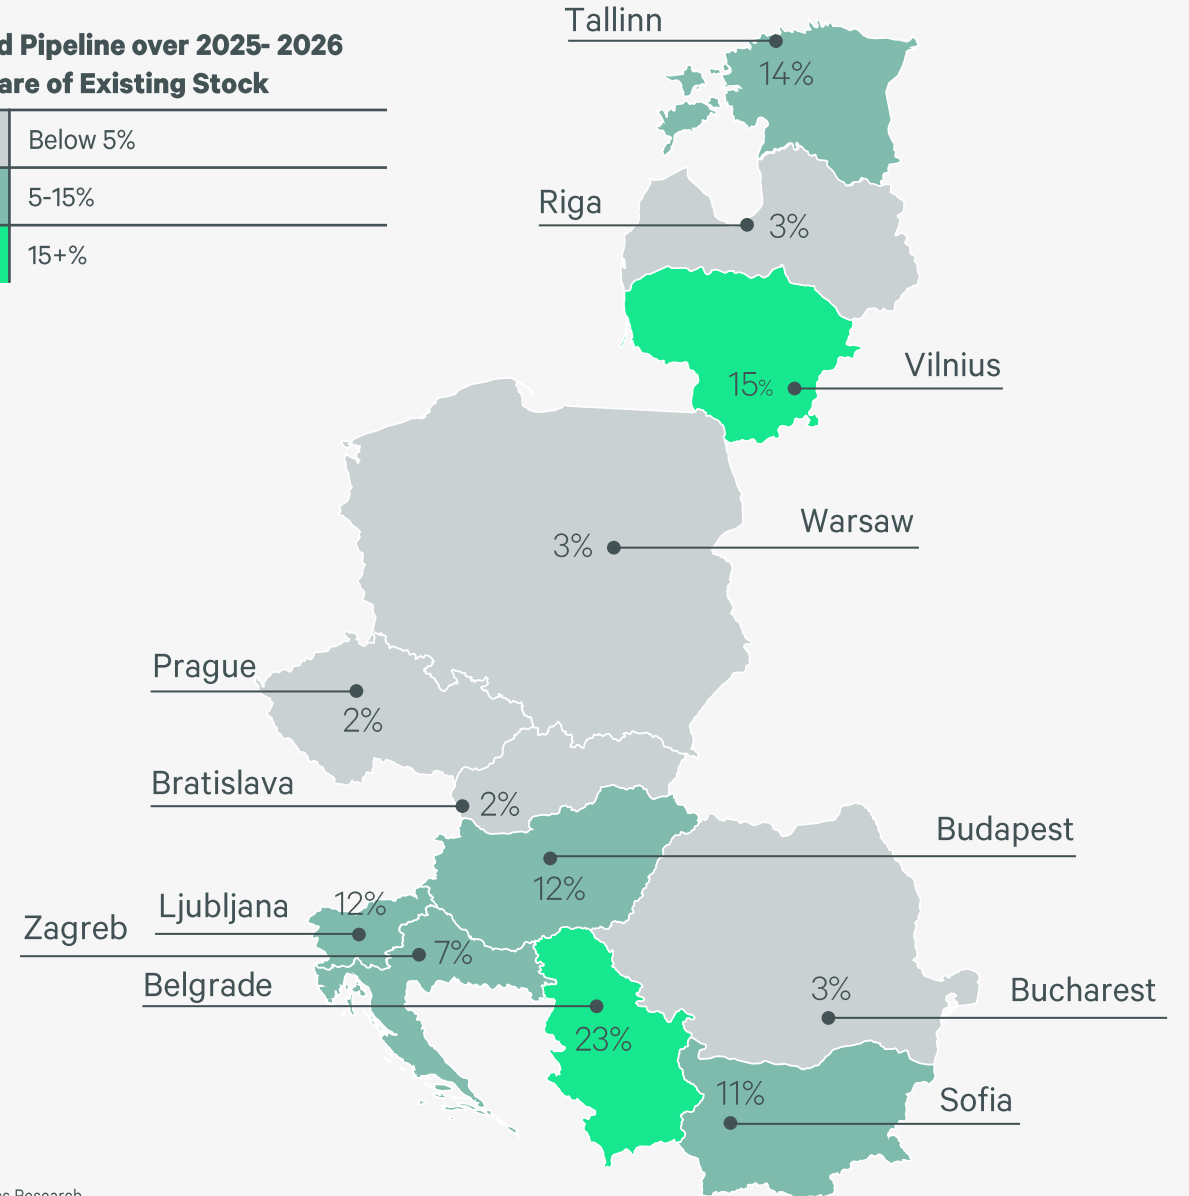 Pipeline over 2025- 2026
of Existing Stock
Below 5%
5-15%
15+%
Tallinn
14%
Riga
3%
Vilnius
15%
Warsaw
3%
Prague
2%
Bratislava
2%
Budapest
12%
Ljubljana
12%
Zagreb
7%
Belgrade
23%
Bucharest
3%
Sofia
11%